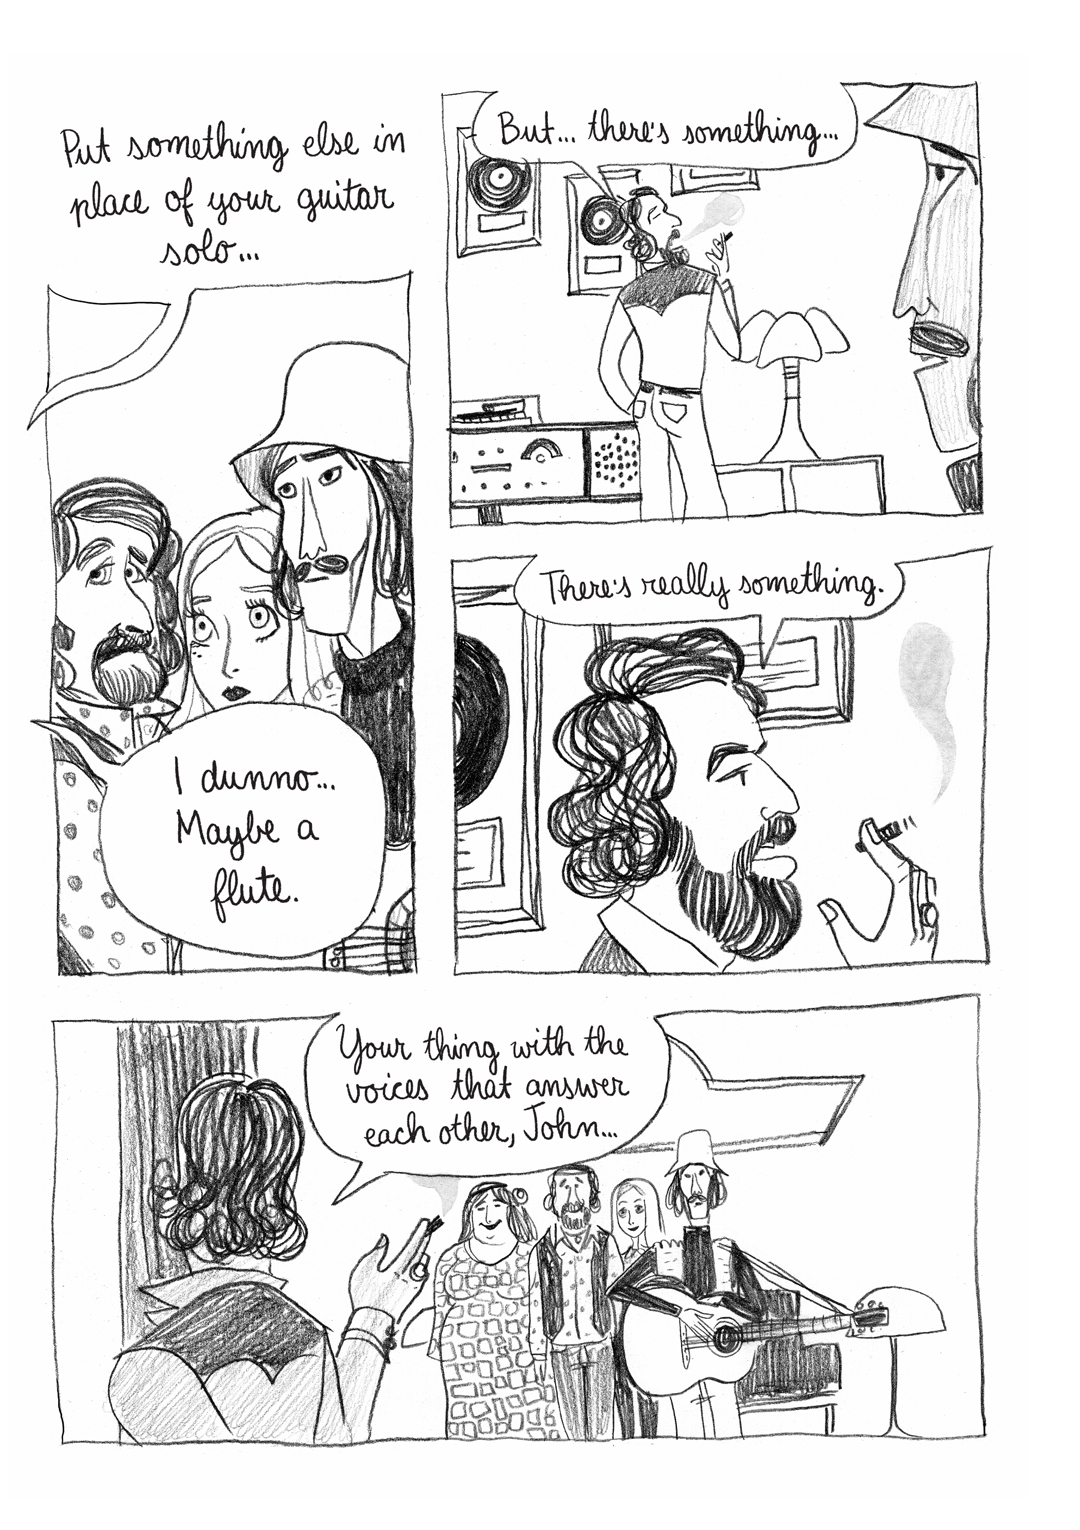 Put something else in
place of your guitar
solo...
I dunno...
Maybe a
flute.
But... there's something...
There's really something.
Your thing with the
voices that answer
each other, John...